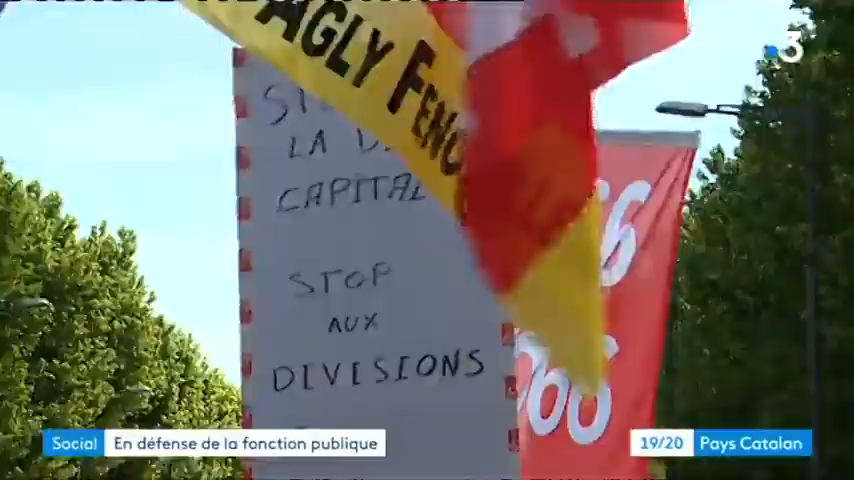 3
AGLY FENO
LA
CAPITAL
STOP
AUX
DIVISIONS
66
66
Social
En défense de la fonction publique
19/20
Pays Catalan